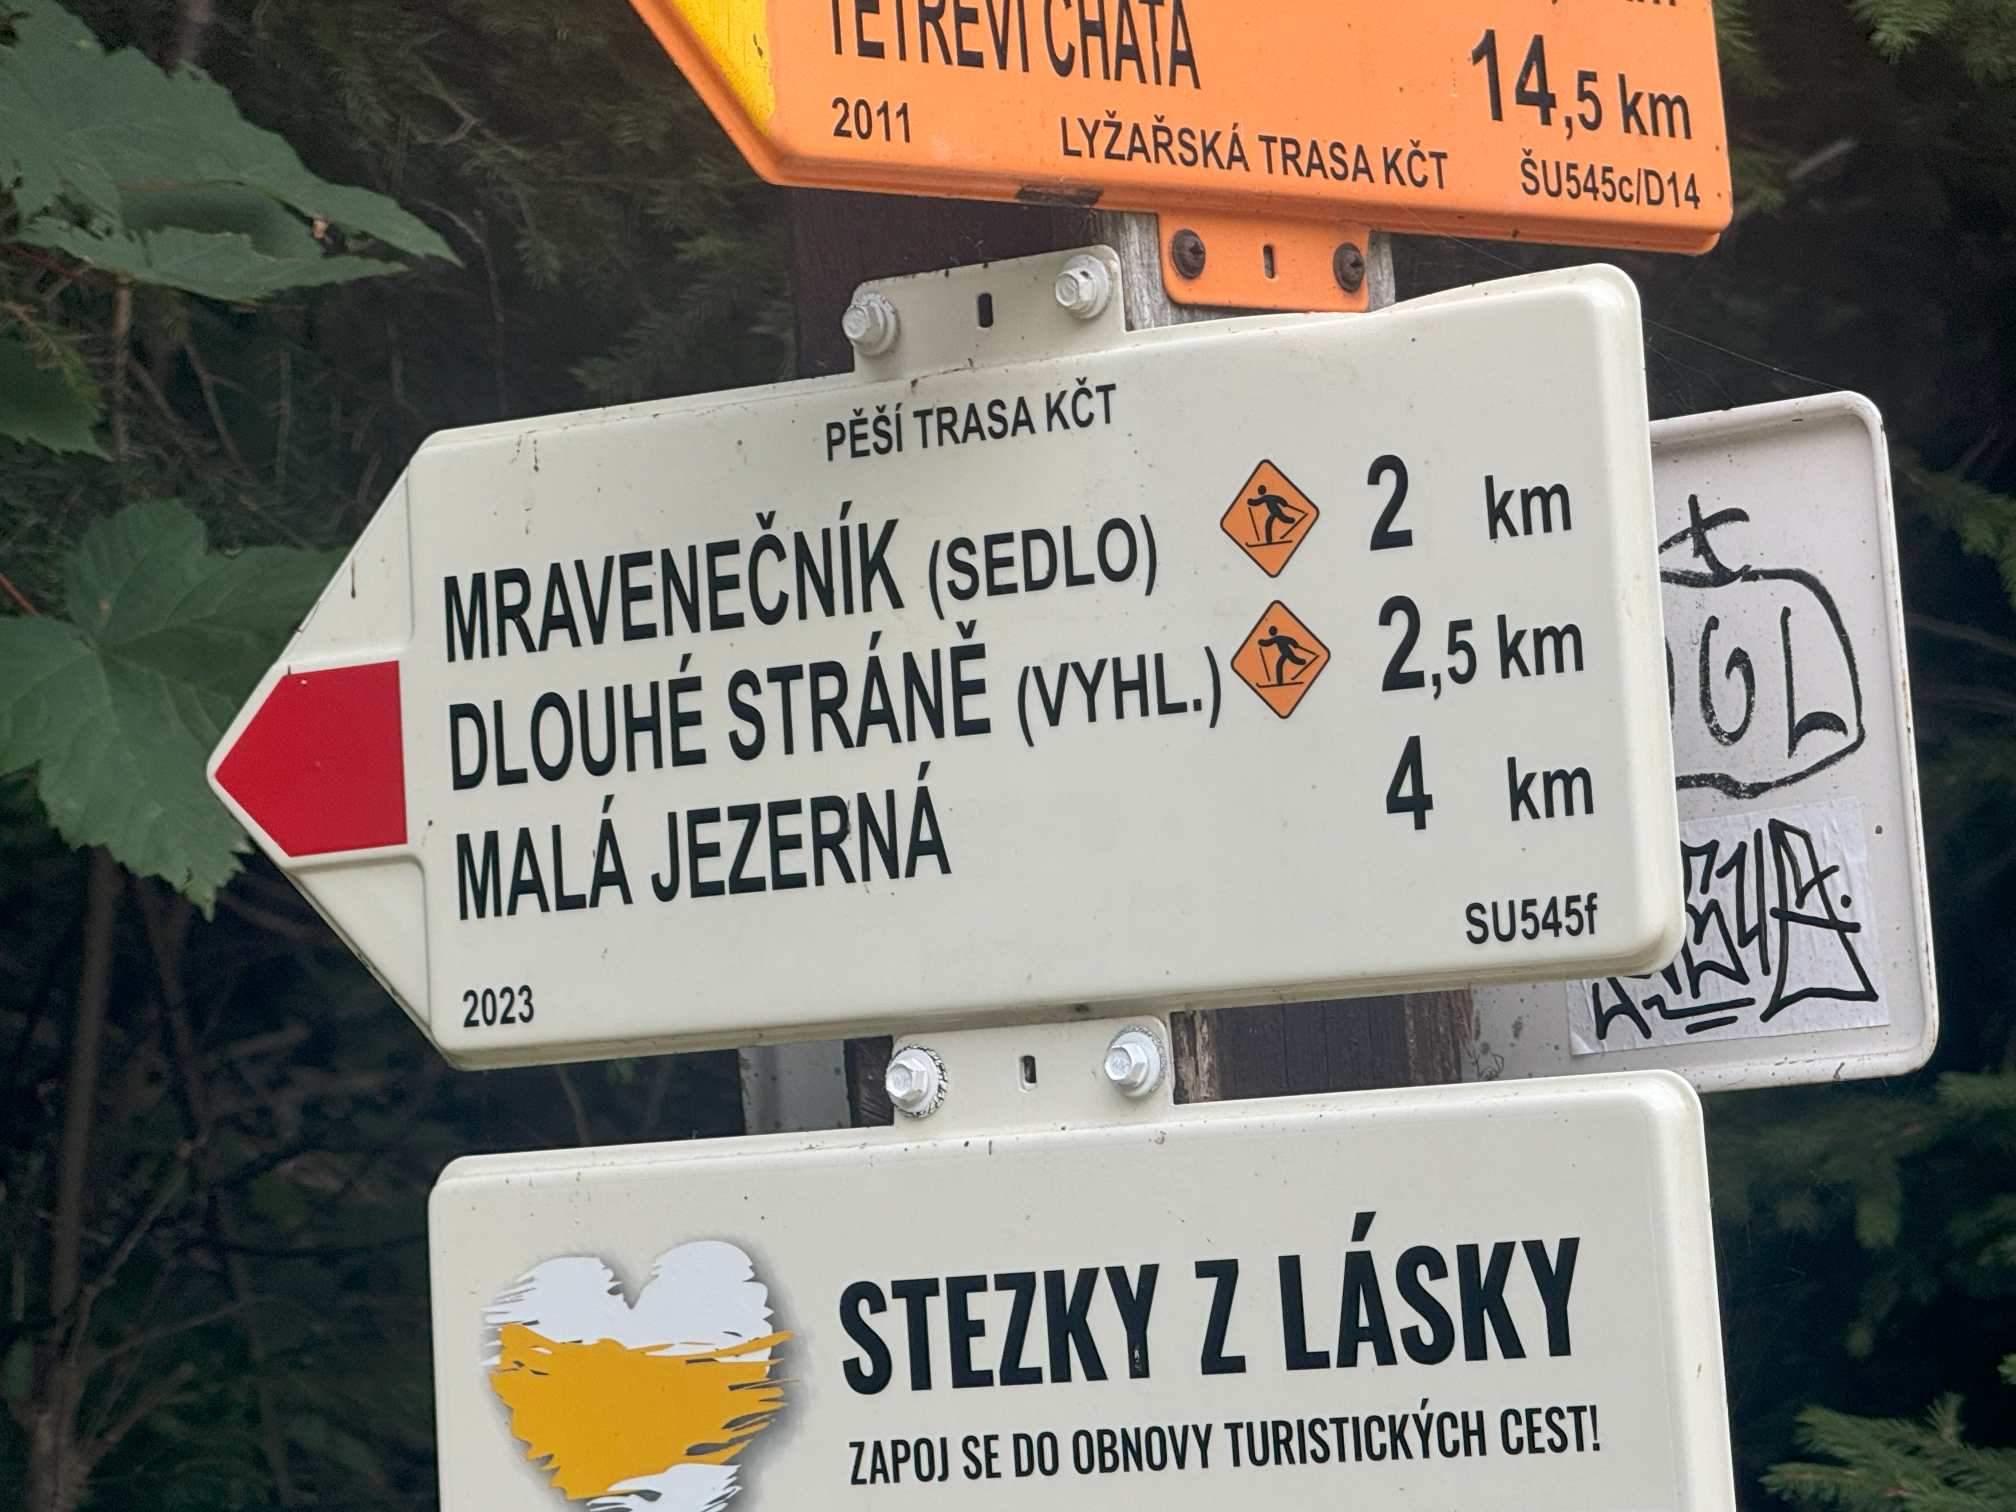 TETŘEVÍ CHATA 14,5 km
2011 LYŽAŘSKÁ TRASA KČT ŠU545c/D14
PĚŠÍ TRASA KČT
MRAVENEČNÍK (SEDLO) 2 km
DLOUHÉ STRÁNĚ (VYHL.) 2,5 km
MALÁ JEZERNÁ 4 km
SU545f
2023
STEZKY Z LÁSKY
ZAPOJ SE DO OBNOVY TURISTICKÝCH CEST!